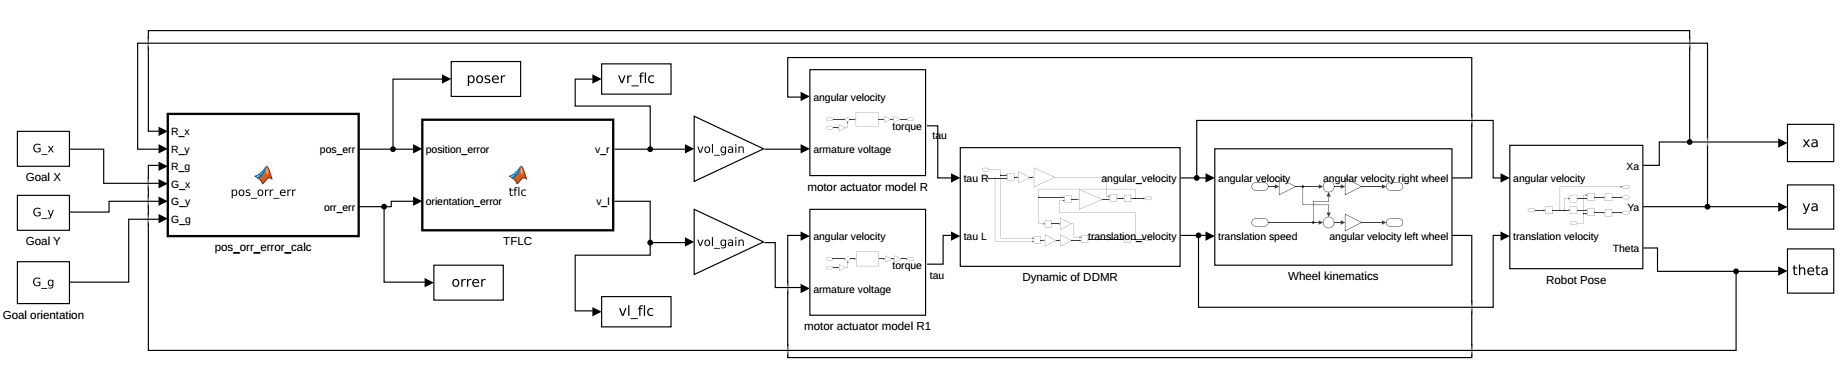 G_x
Goal X
G_y
Goal Y
G_g
Goal orientation
R_x
R_y
R_g
G_x
G_y
G_g
pos_orr_err
pos_err
orr_err
pos_orr_error_calc
poser
orrer
position_error
orientation_error
tflc
v_r
v_l
TFLC
vr_flc
vl_flc
vol_gain
vol_gain
angular velocity
torque
armature voltage
motor actuator model R
tau
angular velocity
torque
armature voltage
motor actuator model R1
tau
tau R
tau L
angular_velocity
translational_velocity
Dynamic of DDMR
angular velocity
translation speed
angular velocity right wheel
angular velocity left wheel
Wheel kinematics
angular velocity
translation velocity
Xa
Ya
Theta
Robot Pose
xa
ya
theta